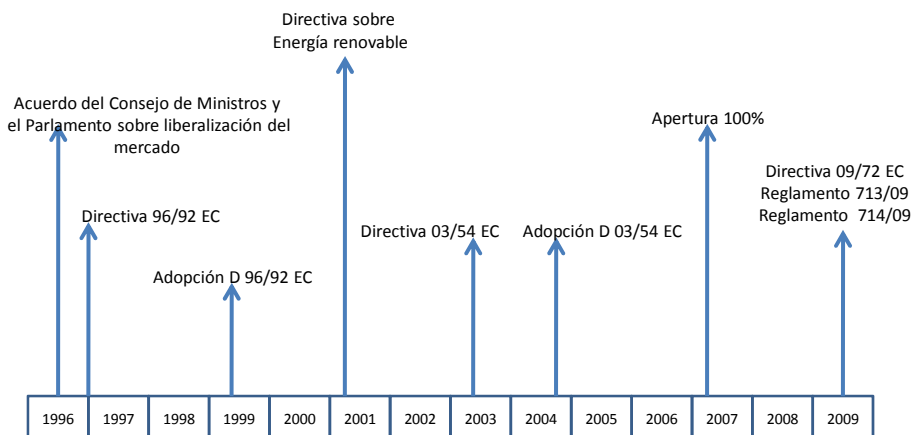 Directiva sobre
Energía renovable
Acuerdo del Consejo de Ministros y
el Parlamento sobre liberalización del
mercado
Apertura 100%
Directiva 09/72 EC
Reglamento 713/09
Reglamento 714/09
Directiva 96/92 EC
Directiva 03/54 EC
Adopción D 03/54 EC
Adopción D 96/92 EC
1996 1997 1998 1999 2000 2001 2002 2003 2004 2005 2006 2007 2008 2009